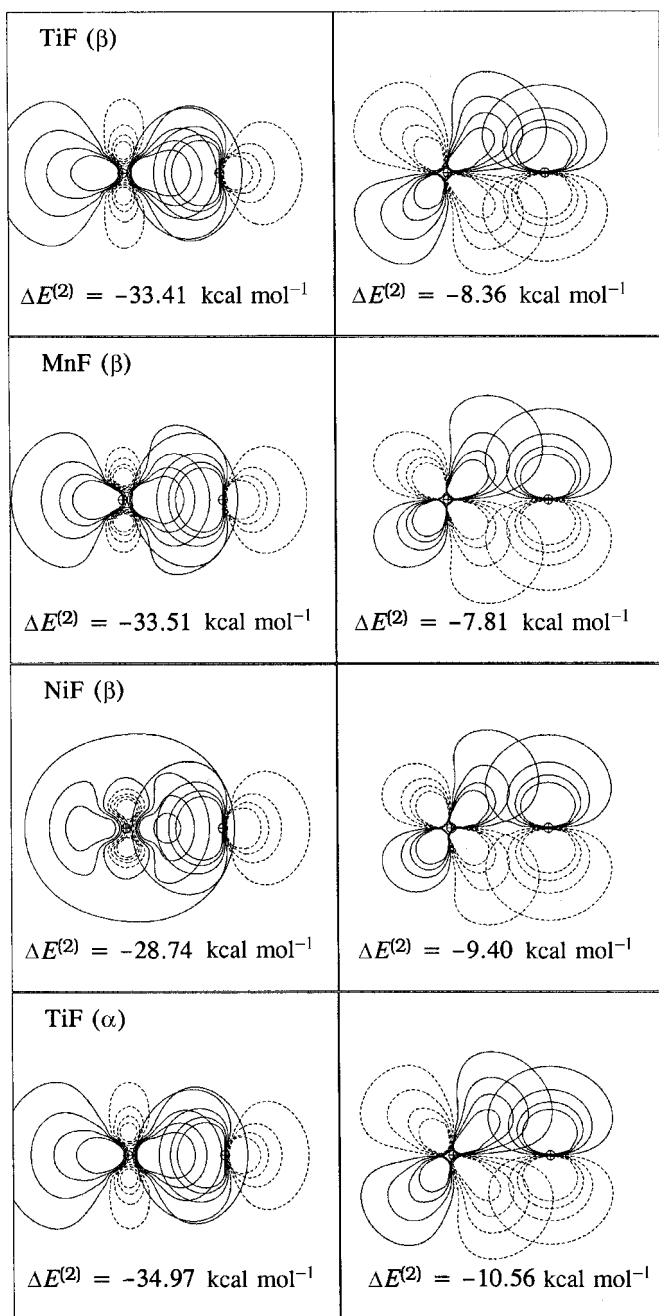 TiF (β)
ΔE⁽²⁾ = -33.41 kcal mol⁻¹
ΔE⁽²⁾ = -8.36 kcal mol⁻¹
MnF (β)
ΔE⁽²⁾ = -33.51 kcal mol⁻¹
ΔE⁽²⁾ = -7.81 kcal mol⁻¹
NiF (β)
ΔE⁽²⁾ = -28.74 kcal mol⁻¹
ΔE⁽²⁾ = -9.40 kcal mol⁻¹
TiF (α)
ΔE⁽²⁾ = -34.97 kcal mol⁻¹
ΔE⁽²⁾ = -10.56 kcal mol⁻¹